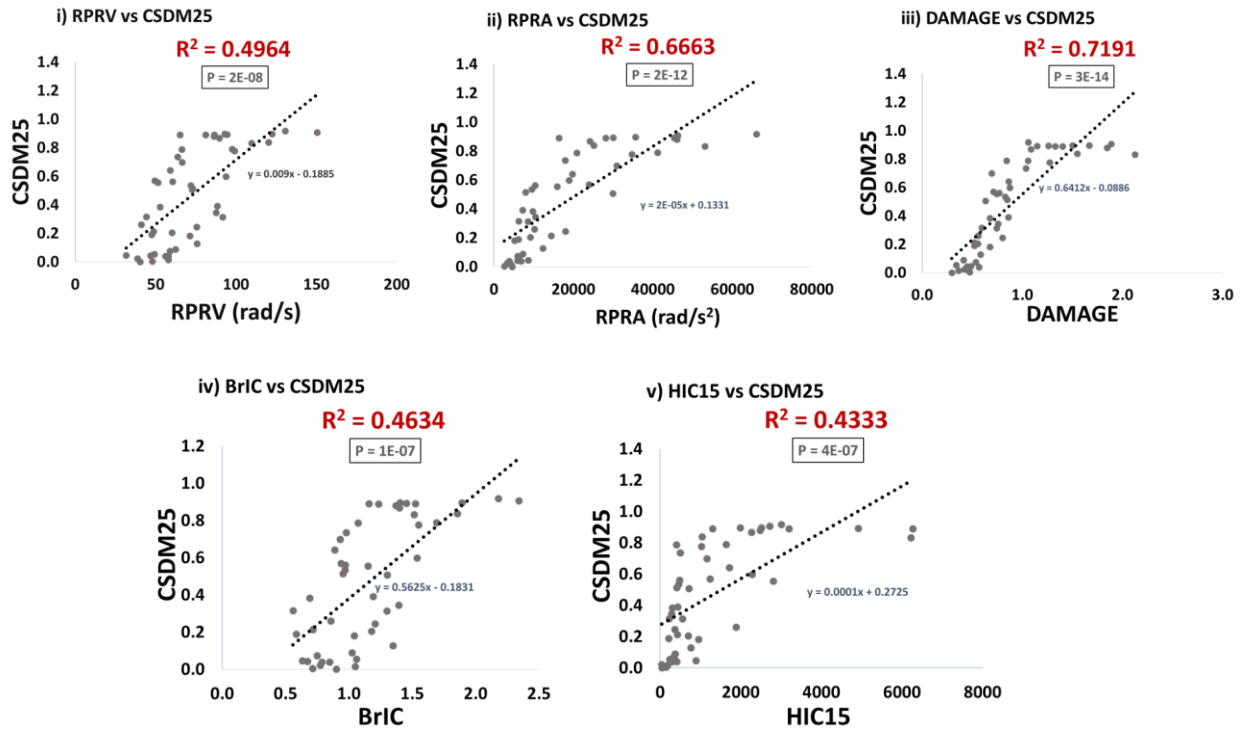 i) RPRV vs CSDM25
R² = 0.4964
P = 2E-08
1.4
1.2
1.0
0.8
0.6
0.4
0.2
0.0
CSDM25
y = 0.009x - 0.1885
0 50 100 150 200
RPRV (rad/s)
ii) RPRA vs CSDM25
R² = 0.6663
P = 2E-12
1.4
1.2
1.0
0.8
0.6
0.4
0.2
0.0
CSDM25
y = 2E-05x + 0.1331
0 20000 40000 60000 80000
RPRA (rad/s²)
iii) DAMAGE vs CSDM25
R² = 0.7191
P = 3E-14
1.4
1.2
1.0
0.8
0.6
0.4
0.2
0.0
CSDM25
y = 0.6412x - 0.0886
0.0 1.0 2.0 3.0
DAMAGE
iv) BrIC vs CSDM25
R² = 0.4634
P = 1E-07
1.2
1.0
0.8
0.6
0.4
0.2
0.0
CSDM25
y = 0.5625x - 0.1831
0.0 0.5 1.0 1.5 2.0 2.5
BrIC
v) HIC15 vs CSDM25
R² = 0.4333
P = 4E-07
1.4
1.2
1.0
0.8
0.6
0.4
0.2
0.0
CSDM25
y = 0.0001x + 0.2725
0 2000 4000 6000 8000
HIC15